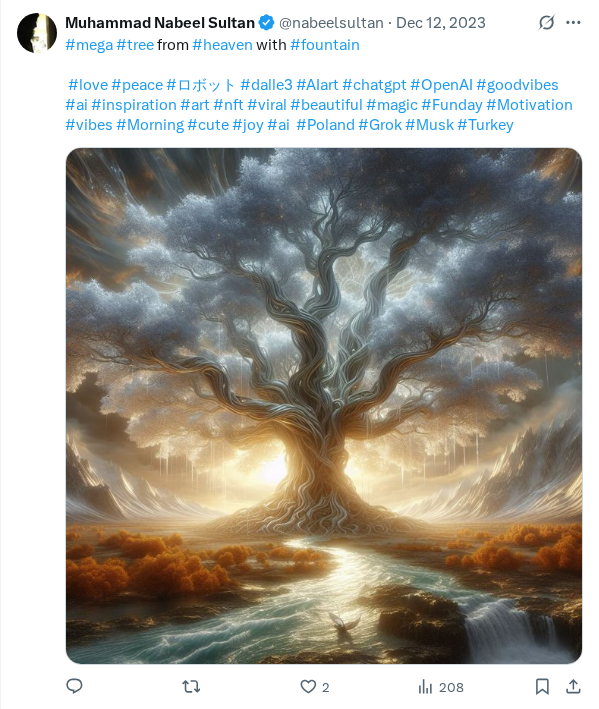 Muhammad Nabeel Sultan @nabeelsultan · Dec 12, 2023
#mega #tree from #heaven with #fountain
#love #peace #ロボット #dalle3 #AIart #chatgpt #OpenAI #goodvibes
#ai #inspiration #art #nft #viral #beautiful #magic #Funday #Motivation
#vibes #Morning #cute #joy #ai #Poland #Grok #Musk #Turkey
2 208